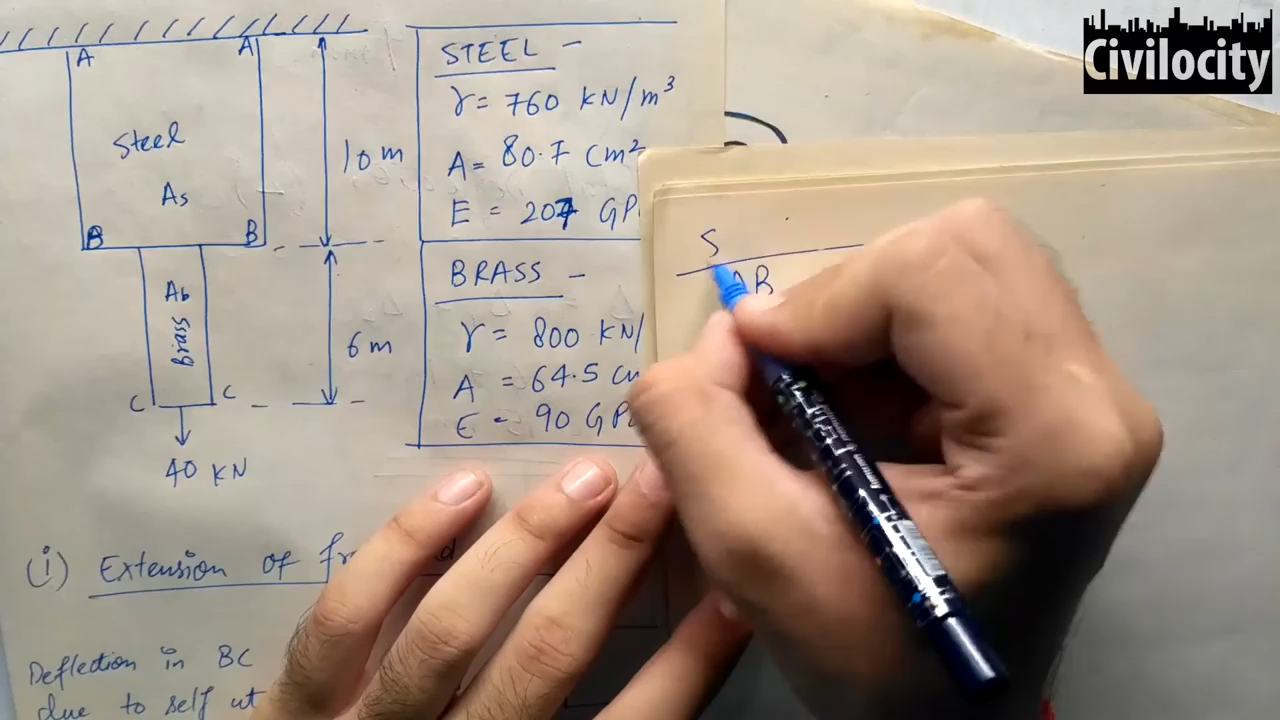 Civilocity
A A
Steel
As
B B
10 m
Ab
Brass
6 m
C C
40 KN
STEEL -
γ = 760 KN/m³
A = 80.7 cm²
E = 207 GP
BRASS -
γ = 800 KN/
A = 64.5 c
E = 90 GP
S
B
(i) Extension of
Deflection in BC
due to self wt